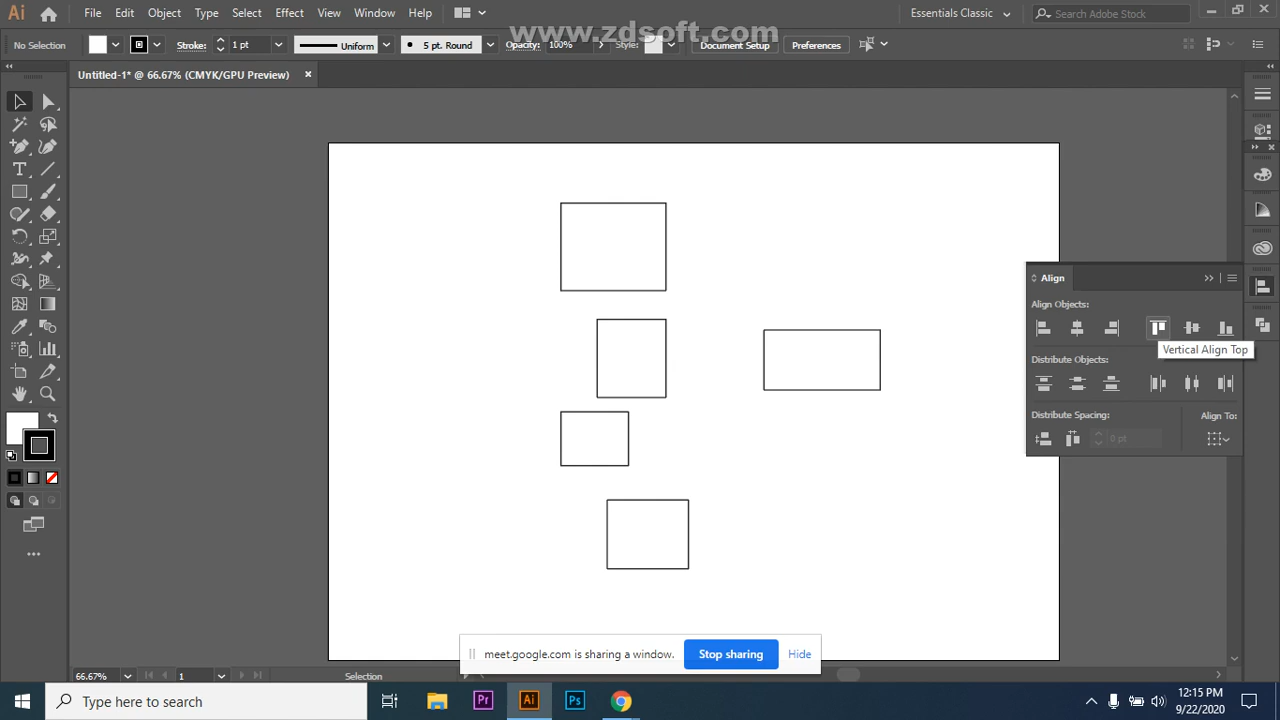 Ai File Edit Object Type Select Effect View Window Help Essentials Classic Search Adobe Stock
www.zdsoft.com
No Selection Stroke: 1 pt Uniform 5 pt. Round Opacity: 100% Style: Document Setup Preferences
Untitled-1* @ 66.67% (CMYK/GPU Preview)
Align
Align Objects:
Vertical Align Top
Distribute Objects:
Distribute Spacing: Align To:
0 pt
meet.google.com is sharing a window. Stop sharing Hide
66.67% 1 Selection
Type here to search Pr Ai Ps 12:15 PM
9/22/2020